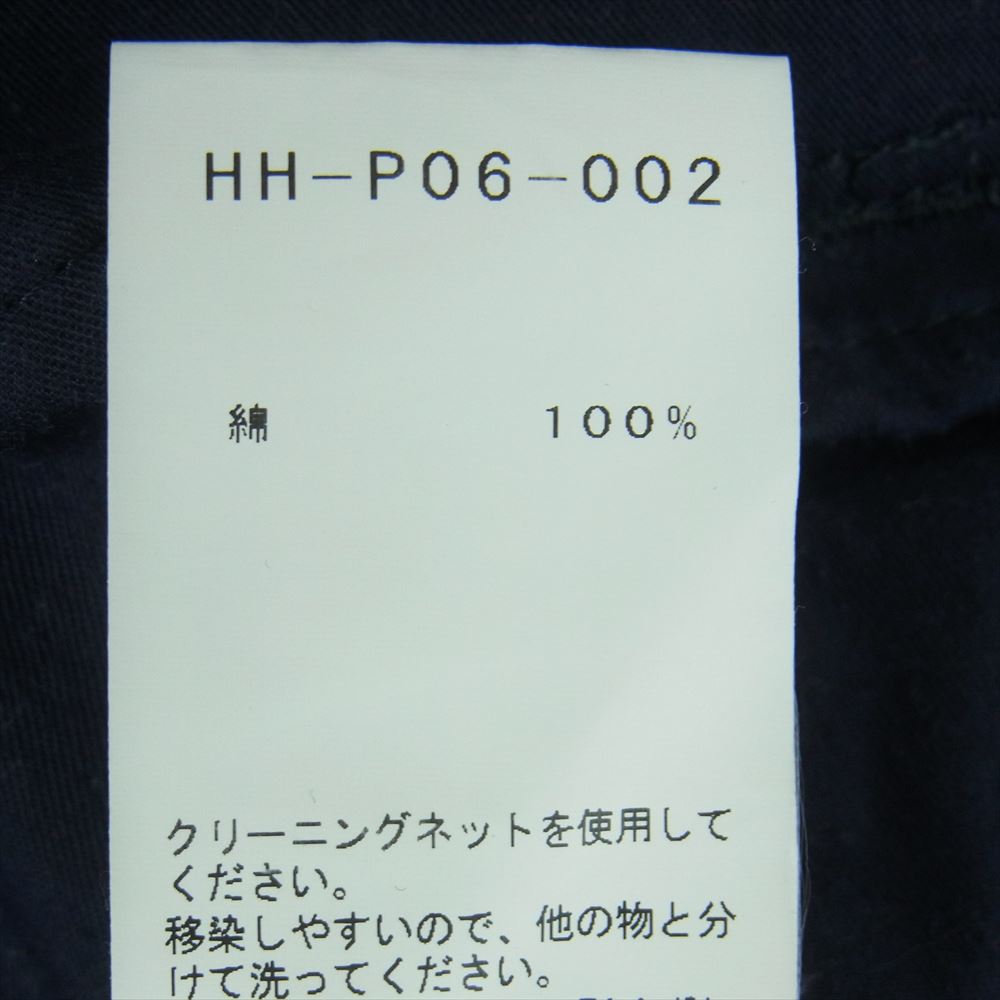 HH-P06-002
綿 100%
クリーニングネットを使用して
ください。
移染しやすいので、他の物と分
けて洗ってください。